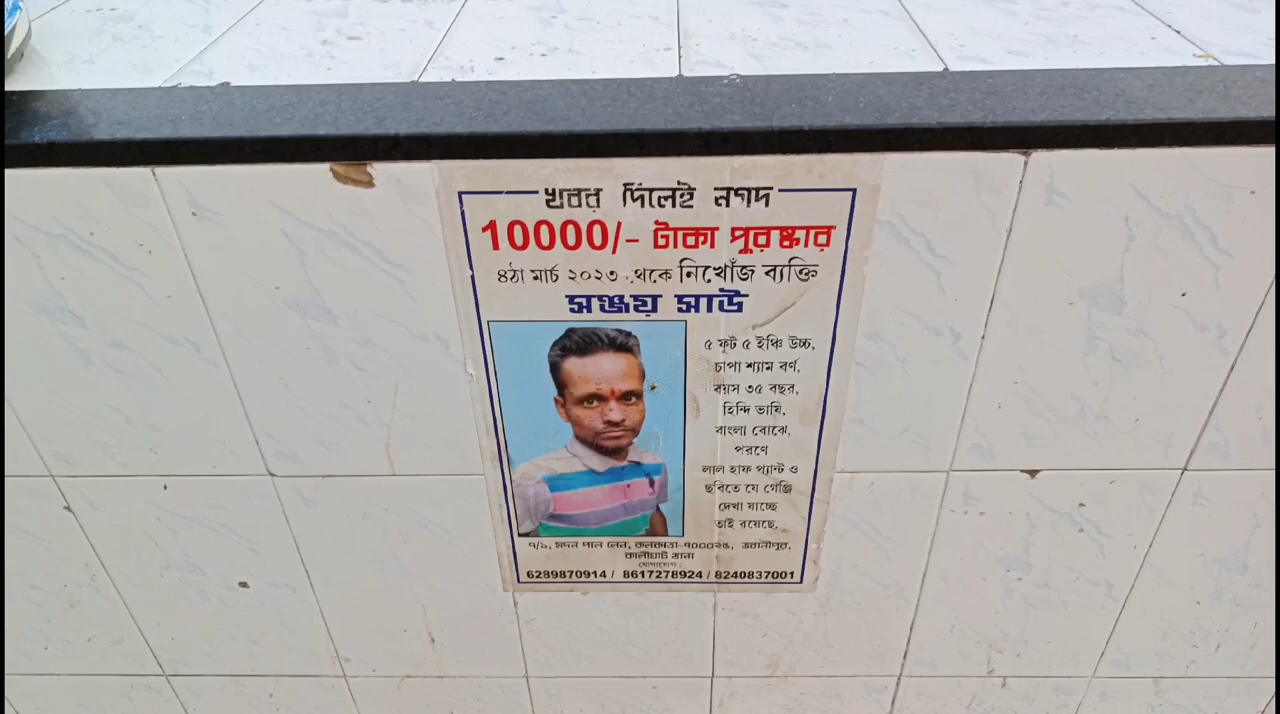 খবর দিলেই নগদ
10000/- টাকা পুরষ্কার
৪ঠা মার্চ ২০২৩ থেকে নিখোঁজ ব্যক্তি
সঞ্জয় সাউ
৫ ফুট ৫ ইঞ্চি উচ্চ,
চাপা শ্যাম বর্ণ,
বয়স ৩৫ বছর,
হিন্দি ভাষি,
বাংলা বোঝে,
পরণে
লাল হাফ প্যান্ট ও
ছবিতে যে গেঞ্জি
দেখা যাচ্ছে
তাই রয়েছে,
৭/১, মদন পাল লেন, কলকাতা-৭০০০২৫, ভবানীপুর,
কালীঘাট থানা
যোগাযোগ :
6289870914 / 8617278924 / 8240837001